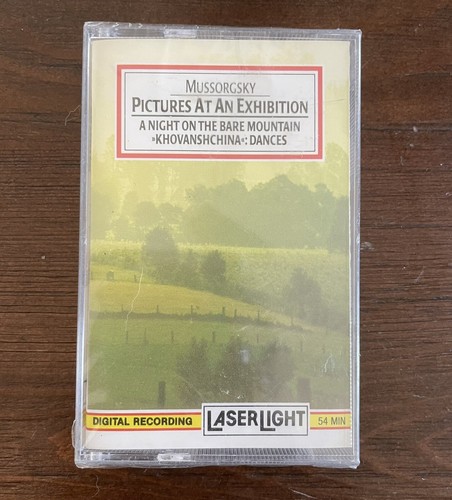 MUSSORGSKY
PICTURES AT AN EXHIBITION
A NIGHT ON THE BARE MOUNTAIN
»KHOVANSHCHINA«: DANCES
DIGITAL RECORDING LASERLIGHT 54 MIN